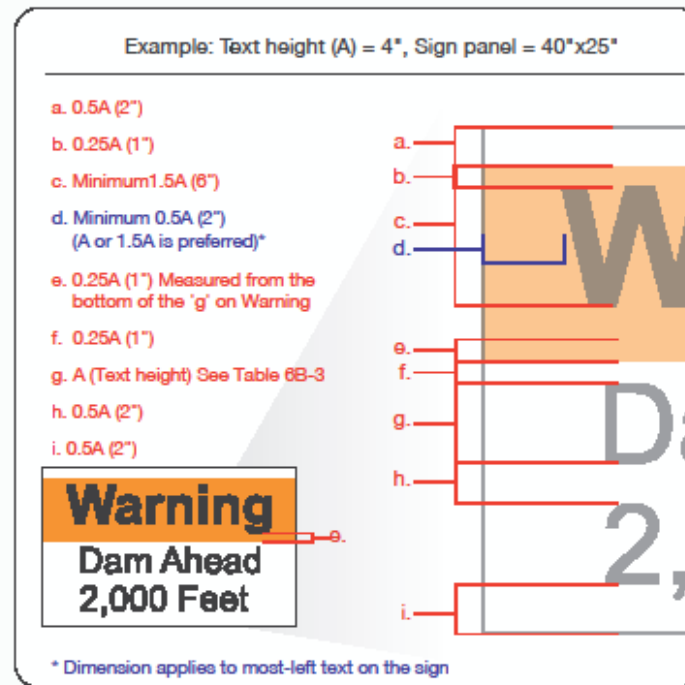 Example: Text height (A) = 4", Sign panel = 40"x25"
a. 0.5A (2")
b. 0.25A (1")
c. Minimum1.5A (6")
d. Minimum 0.5A (2")
(A or 1.5A is preferred)*
e. 0.25A (1") Measured from the
bottom of the 'g' on Warning
f. 0.25A (1")
g. A (Text height) See Table 6B-3
h. 0.5A (2")
i. 0.5A (2")
a.
b.
c.
d.
e.
f.
g.
h.
i.
W
Da
2,
Warning
Dam Ahead
2,000 Feet
e.
* Dimension applies to most-left text on the sign